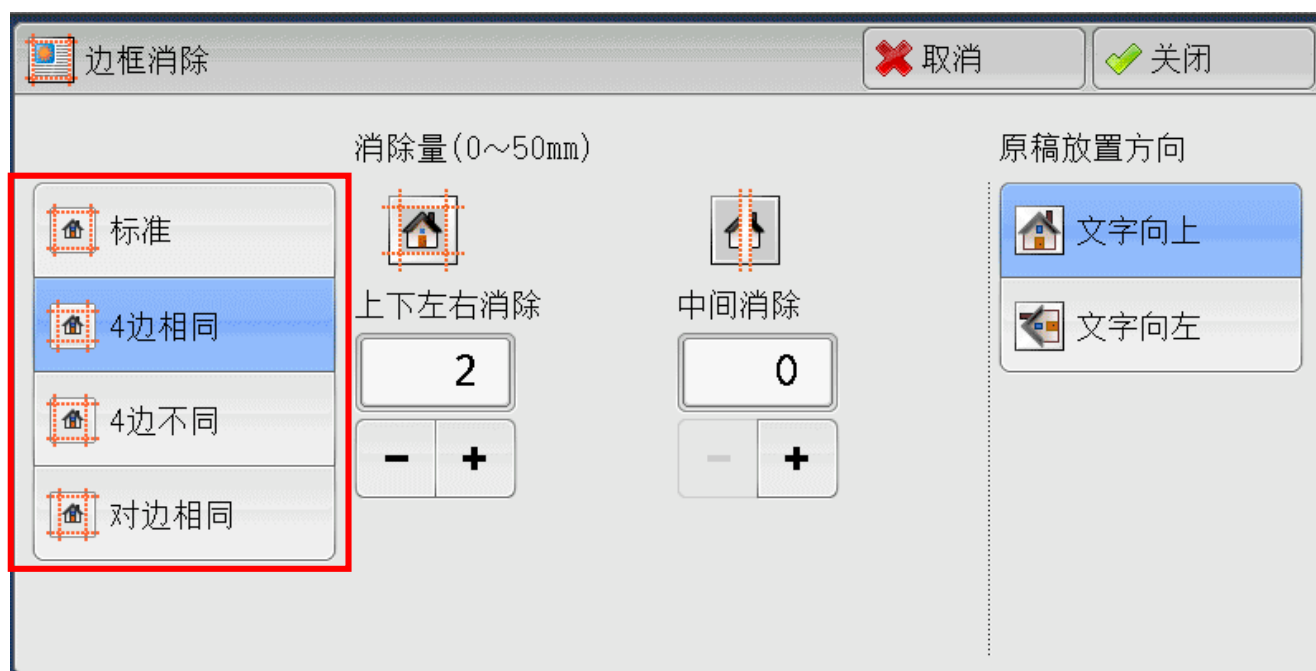 边框消除
取消
关闭
消除量(0～50mm)
原稿放置方向
标准
4边相同
4边不同
对边相同
上下左右消除
2
- +
中间消除
0
- +
文字向上
文字向左